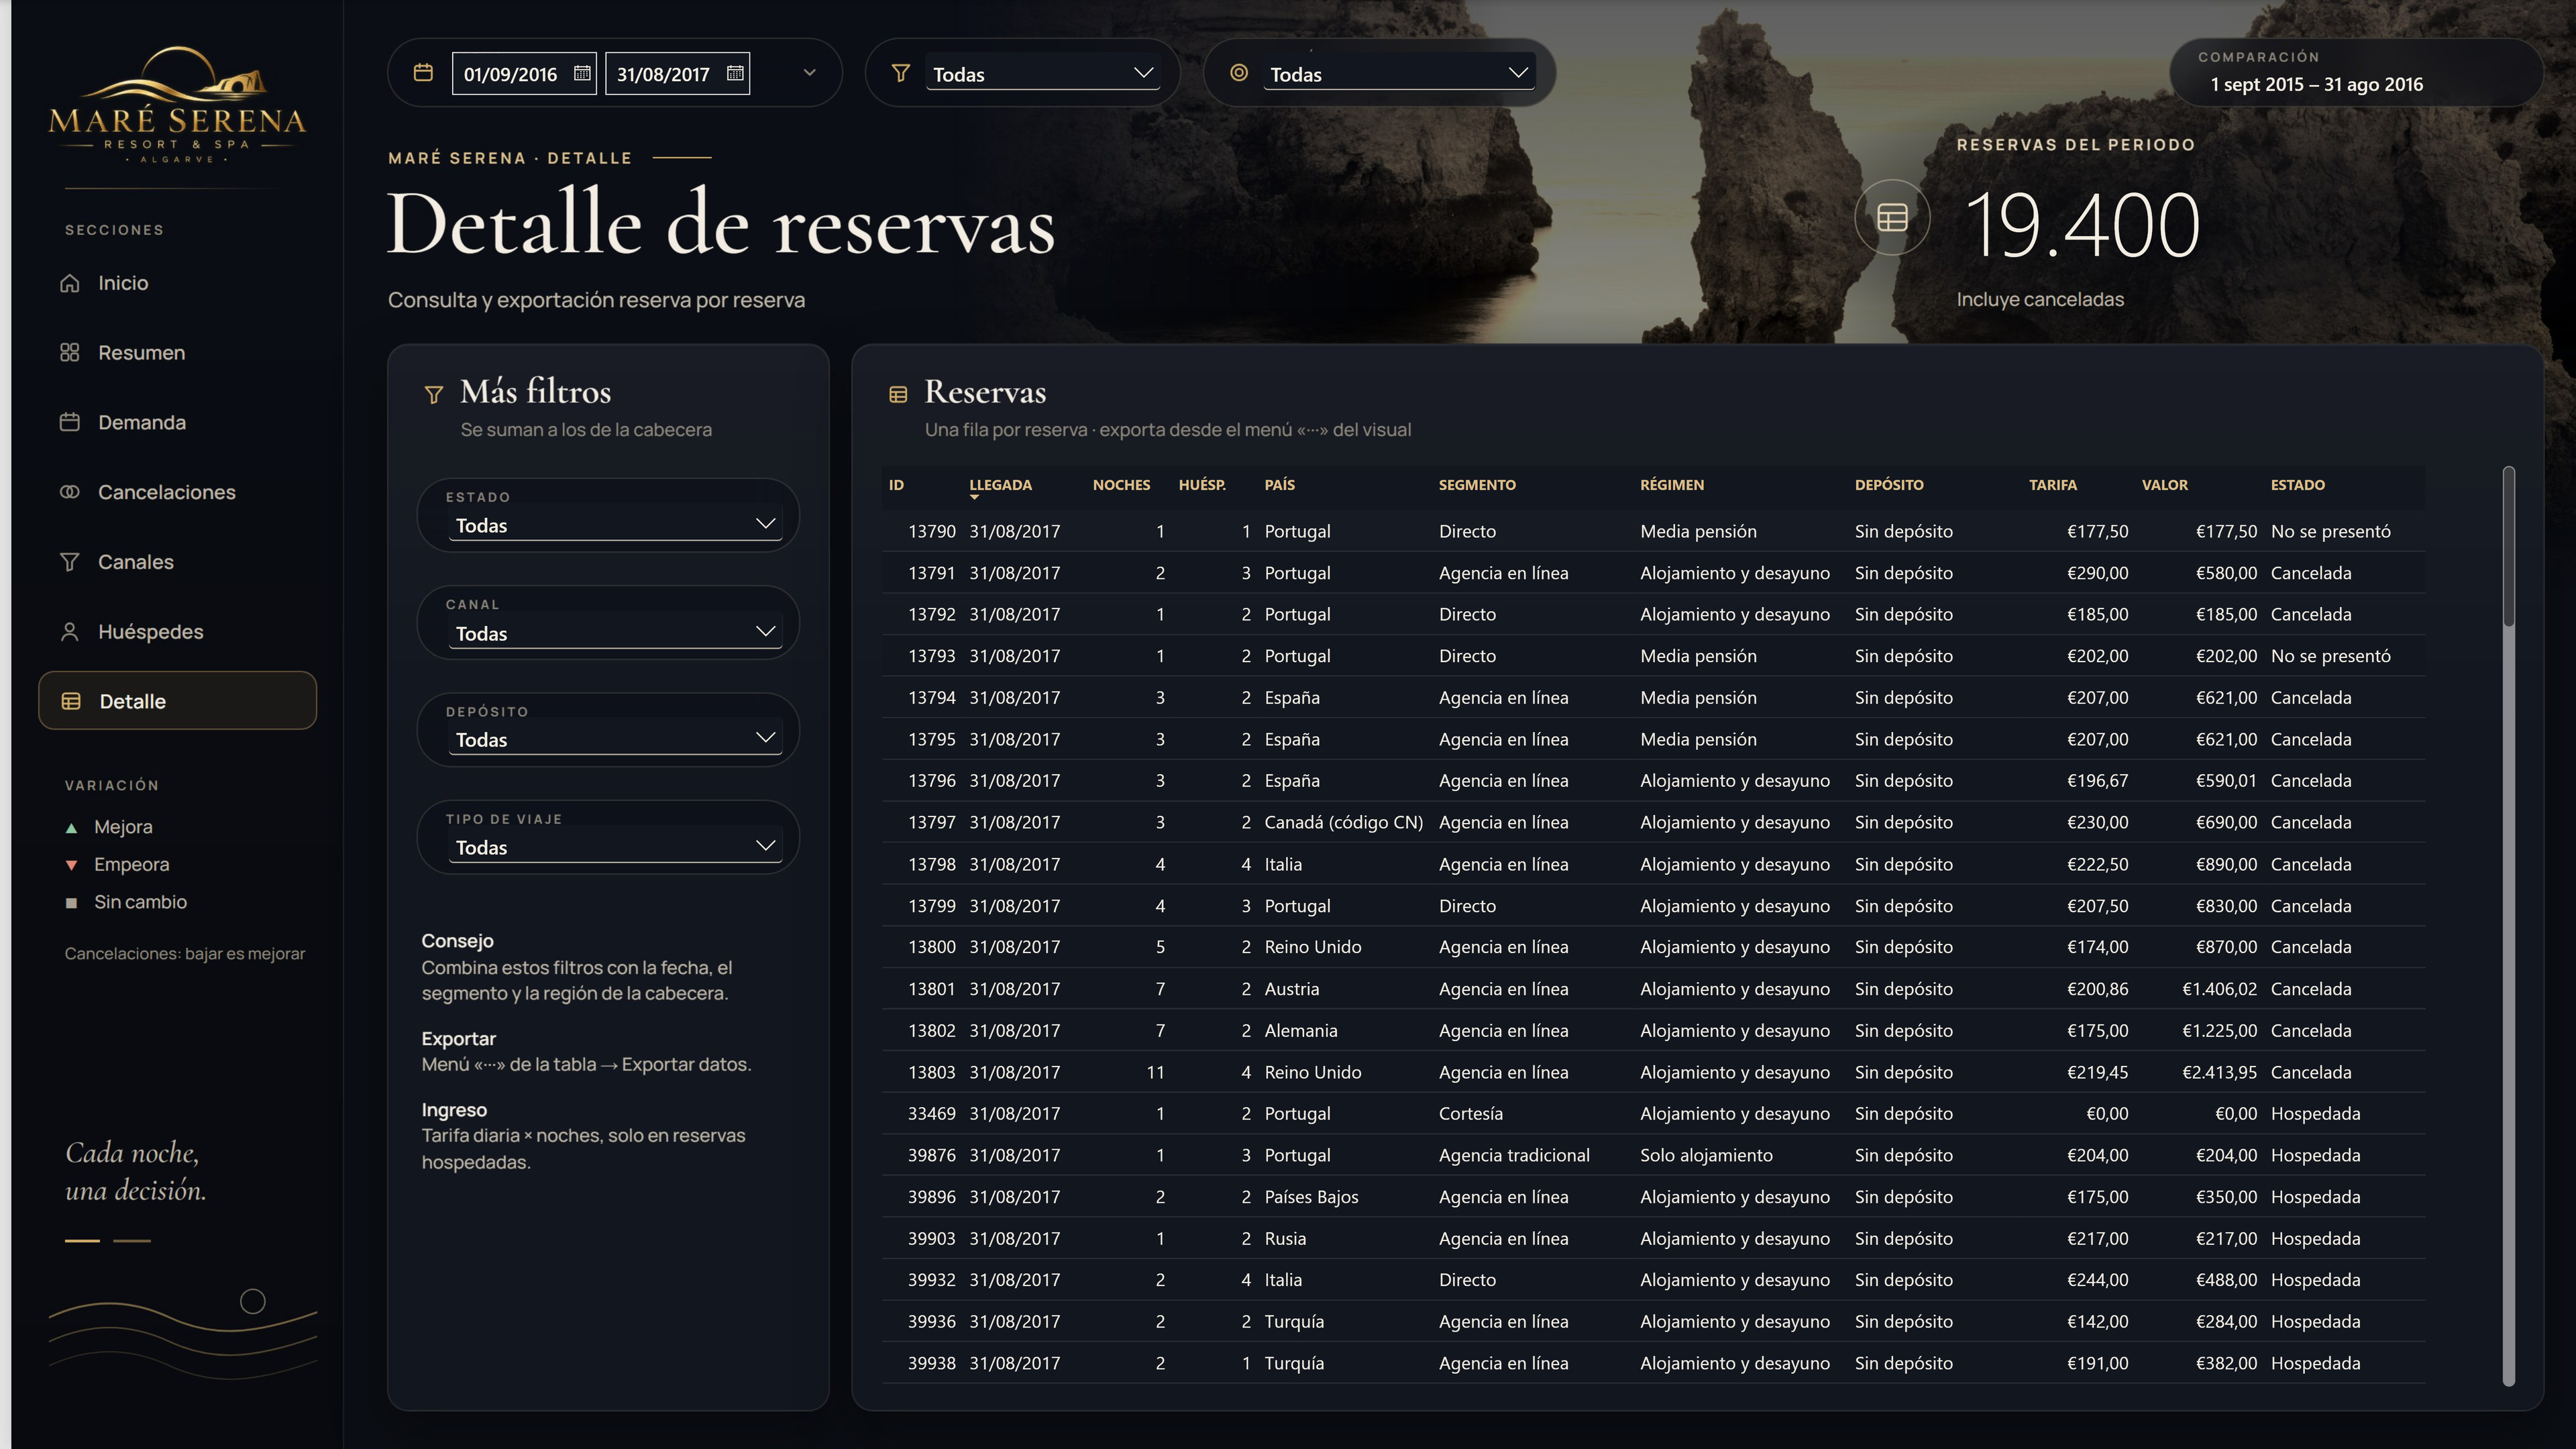 MARÉ SERENA
RESORT & SPA
· ALGARVE ·
SECCIONES
Inicio
Resumen
Demanda
Cancelaciones
Canales
Huéspedes
Detalle
VARIACIÓN
▲ Mejora
▼ Empeora
■ Sin cambio
Cancelaciones: bajar es mejorar
Cada noche,
una decisión.
01/09/2016 31/08/2017 Todas Todas
COMPARACIÓN
1 sept 2015 – 31 ago 2016
MARÉ SERENA · DETALLE
Detalle de reservas
Consulta y exportación reserva por reserva
RESERVAS DEL PERIODO
19.400
Incluye canceladas
Más filtros
Se suman a los de la cabecera
ESTADO
Todas
CANAL
Todas
DEPÓSITO
Todas
TIPO DE VIAJE
Todas
Consejo
Combina estos filtros con la fecha, el
segmento y la región de la cabecera.
Exportar
Menú «···» de la tabla → Exportar datos.
Ingreso
Tarifa diaria × noches, solo en reservas
hospedadas.
Reservas
Una fila por reserva · exporta desde el menú «···» del visual
ID LLEGADA NOCHES HUÉSP. PAÍS SEGMENTO RÉGIMEN DEPÓSITO TARIFA VALOR ESTADO
13790 31/08/2017 1 1 Portugal Directo Media pensión Sin depósito €177,50 €177,50 No se presentó
13791 31/08/2017 2 3 Portugal Agencia en línea Alojamiento y desayuno Sin depósito €290,00 €580,00 Cancelada
13792 31/08/2017 1 2 Portugal Directo Alojamiento y desayuno Sin depósito €185,00 €185,00 Cancelada
13793 31/08/2017 1 2 Portugal Directo Media pensión Sin depósito €202,00 €202,00 No se presentó
13794 31/08/2017 3 2 España Agencia en línea Media pensión Sin depósito €207,00 €621,00 Cancelada
13795 31/08/2017 3 2 España Agencia en línea Media pensión Sin depósito €207,00 €621,00 Cancelada
13796 31/08/2017 3 2 España Agencia en línea Alojamiento y desayuno Sin depósito €196,67 €590,01 Cancelada
13797 31/08/2017 3 2 Canadá (código CN) Agencia en línea Alojamiento y desayuno Sin depósito €230,00 €690,00 Cancelada
13798 31/08/2017 4 4 Italia Agencia en línea Alojamiento y desayuno Sin depósito €222,50 €890,00 Cancelada
13799 31/08/2017 4 3 Portugal Directo Alojamiento y desayuno Sin depósito €207,50 €830,00 Cancelada
13800 31/08/2017 5 2 Reino Unido Agencia en línea Alojamiento y desayuno Sin depósito €174,00 €870,00 Cancelada
13801 31/08/2017 7 2 Austria Agencia en línea Alojamiento y desayuno Sin depósito €200,86 €1.406,02 Cancelada
13802 31/08/2017 7 2 Alemania Agencia en línea Alojamiento y desayuno Sin depósito €175,00 €1.225,00 Cancelada
13803 31/08/2017 11 4 Reino Unido Agencia en línea Alojamiento y desayuno Sin depósito €219,45 €2.413,95 Cancelada
33469 31/08/2017 1 2 Portugal Cortesía Alojamiento y desayuno Sin depósito €0,00 €0,00 Hospedada
39876 31/08/2017 1 3 Portugal Agencia tradicional Solo alojamiento Sin depósito €204,00 €204,00 Hospedada
39896 31/08/2017 2 2 Países Bajos Agencia en línea Alojamiento y desayuno Sin depósito €175,00 €350,00 Hospedada
39903 31/08/2017 1 2 Rusia Agencia en línea Alojamiento y desayuno Sin depósito €217,00 €217,00 Hospedada
39932 31/08/2017 2 4 Italia Directo Alojamiento y desayuno Sin depósito €244,00 €488,00 Hospedada
39936 31/08/2017 2 2 Turquía Agencia en línea Alojamiento y desayuno Sin depósito €142,00 €284,00 Hospedada
39938 31/08/2017 2 1 Turquía Agencia en línea Alojamiento y desayuno Sin depósito €191,00 €382,00 Hospedada